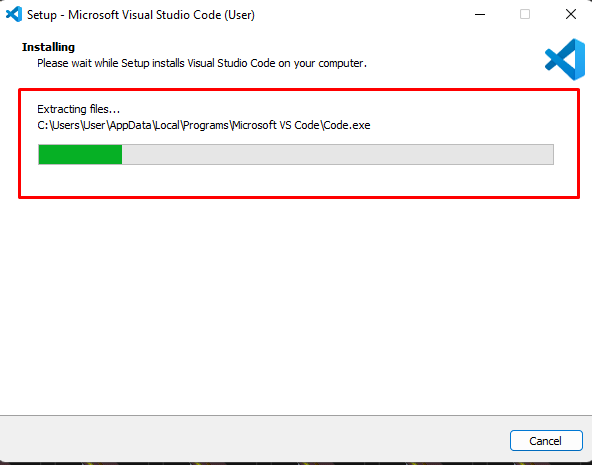 Setup - Microsoft Visual Studio Code (User)
Installing
Please wait while Setup installs Visual Studio Code on your computer.
Extracting files...
C:\Users\User\AppData\Local\Programs\Microsoft VS Code\Code.exe
Cancel